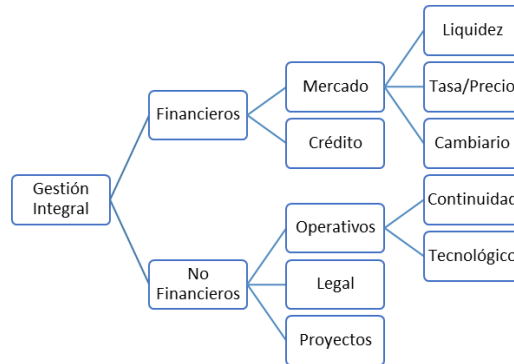 Liquidez
Mercado
Tasa/Precio
Financieros
Crédito
Cambiario
Gestión
Integral
Operativos
Continuidad
Tecnológico
No
Financieros
Legal
Proyectos